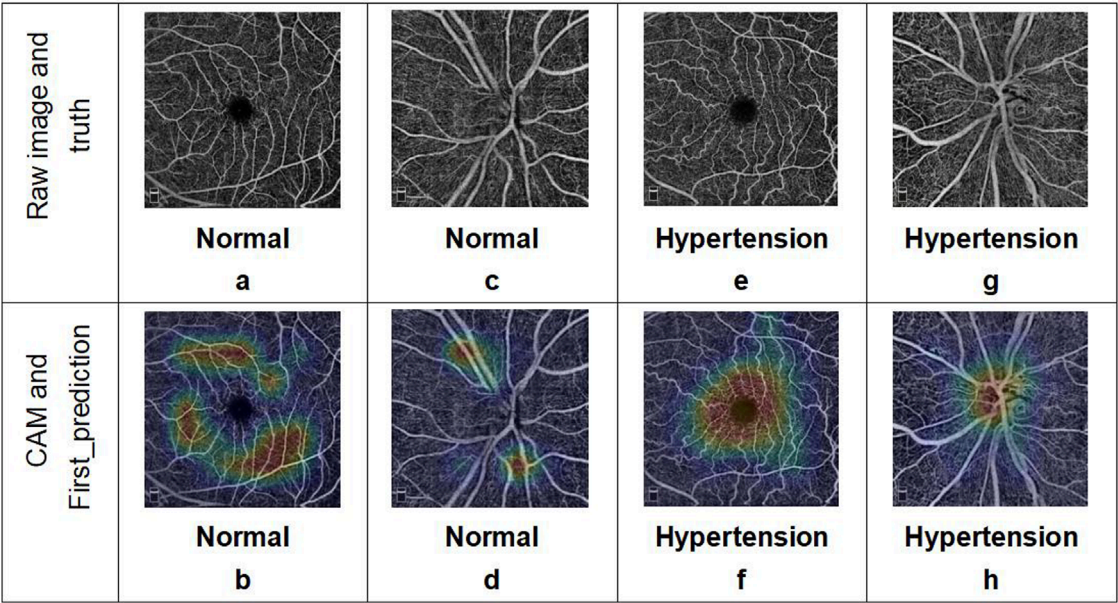 Raw image and
truth
Normal
a
Normal
c
Hypertension
e
Hypertension
g
CAM and
First_prediction
Normal
b
Normal
d
Hypertension
f
Hypertension
h